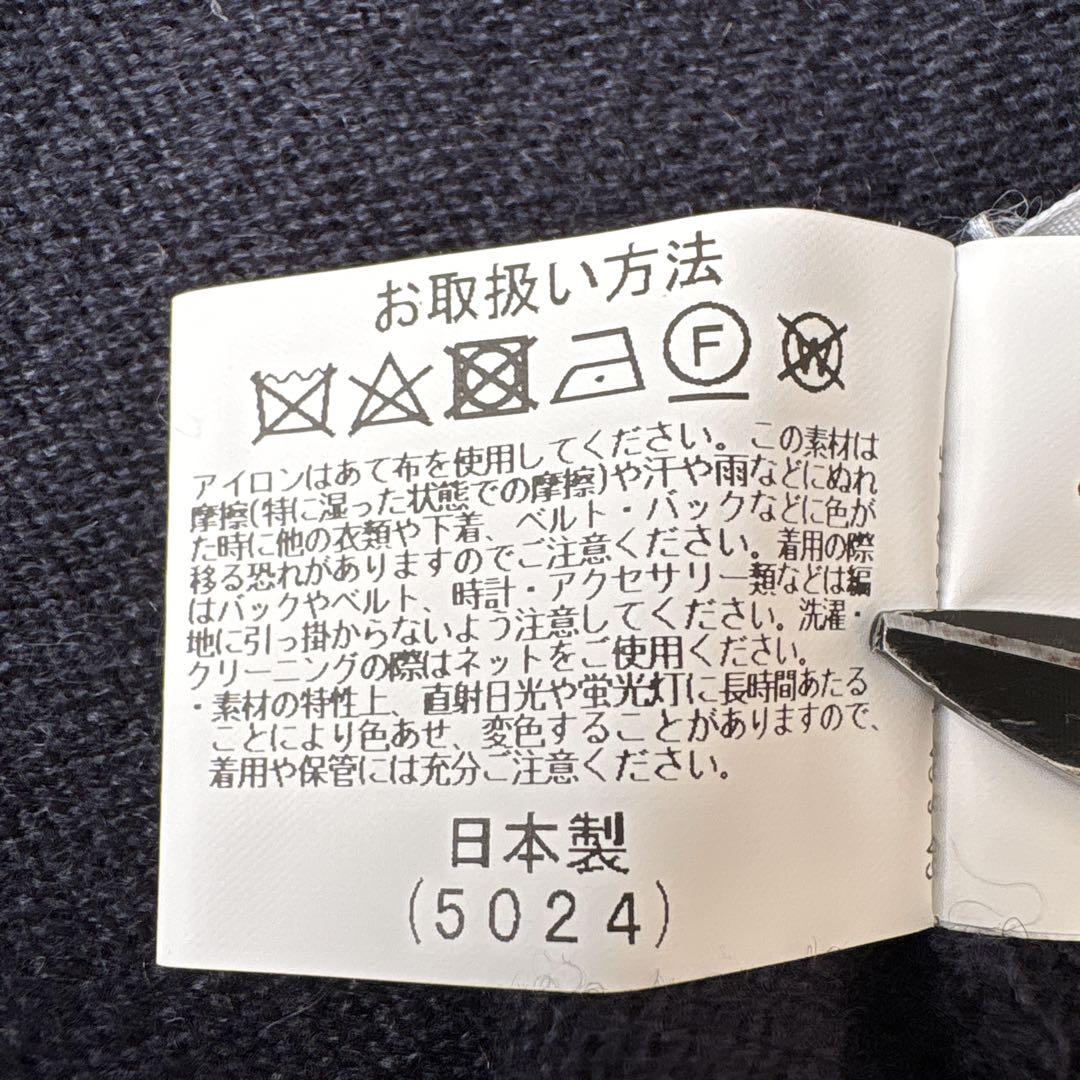 お取扱い方法
F W
アイロンはあて布を使用してください。この素材は
摩擦(特に湿った状態での摩擦)や汗や雨などにぬれ
た時に他の衣類や下着、ベルト・バックなどに色が
移る恐れがありますのでご注意ください。着用の際
はバックやベルト、時計・アクセサリー類などは編
地に引っ掛からないよう注意してください。洗濯・
クリーニングの際はネットをご使用ください。
・素材の特性上、直射日光や蛍光灯に長時間あたる
ことにより色あせ、変色することがありますので、
着用や保管には充分ご注意ください。
日本製
(5024)